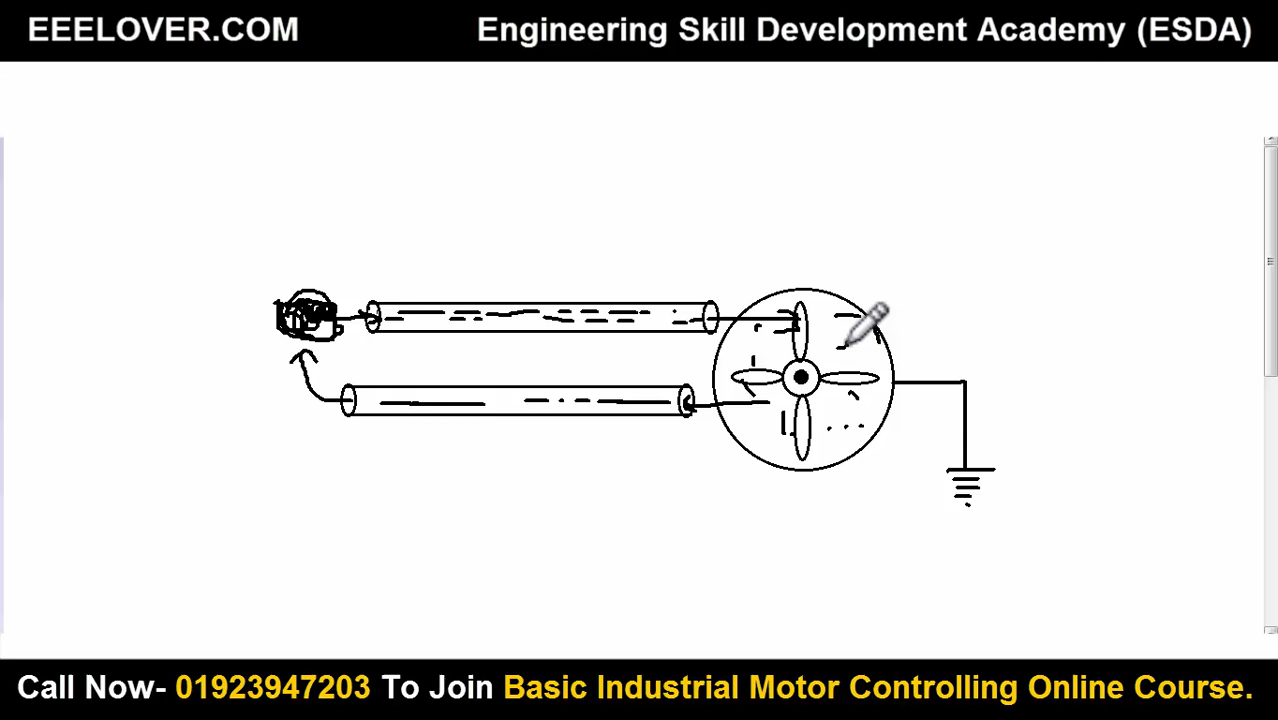 EEELOVER.COM
Engineering Skill Development Academy (ESDA)
Call Now- 01923947203 To Join Basic Industrial Motor Controlling Online Course.